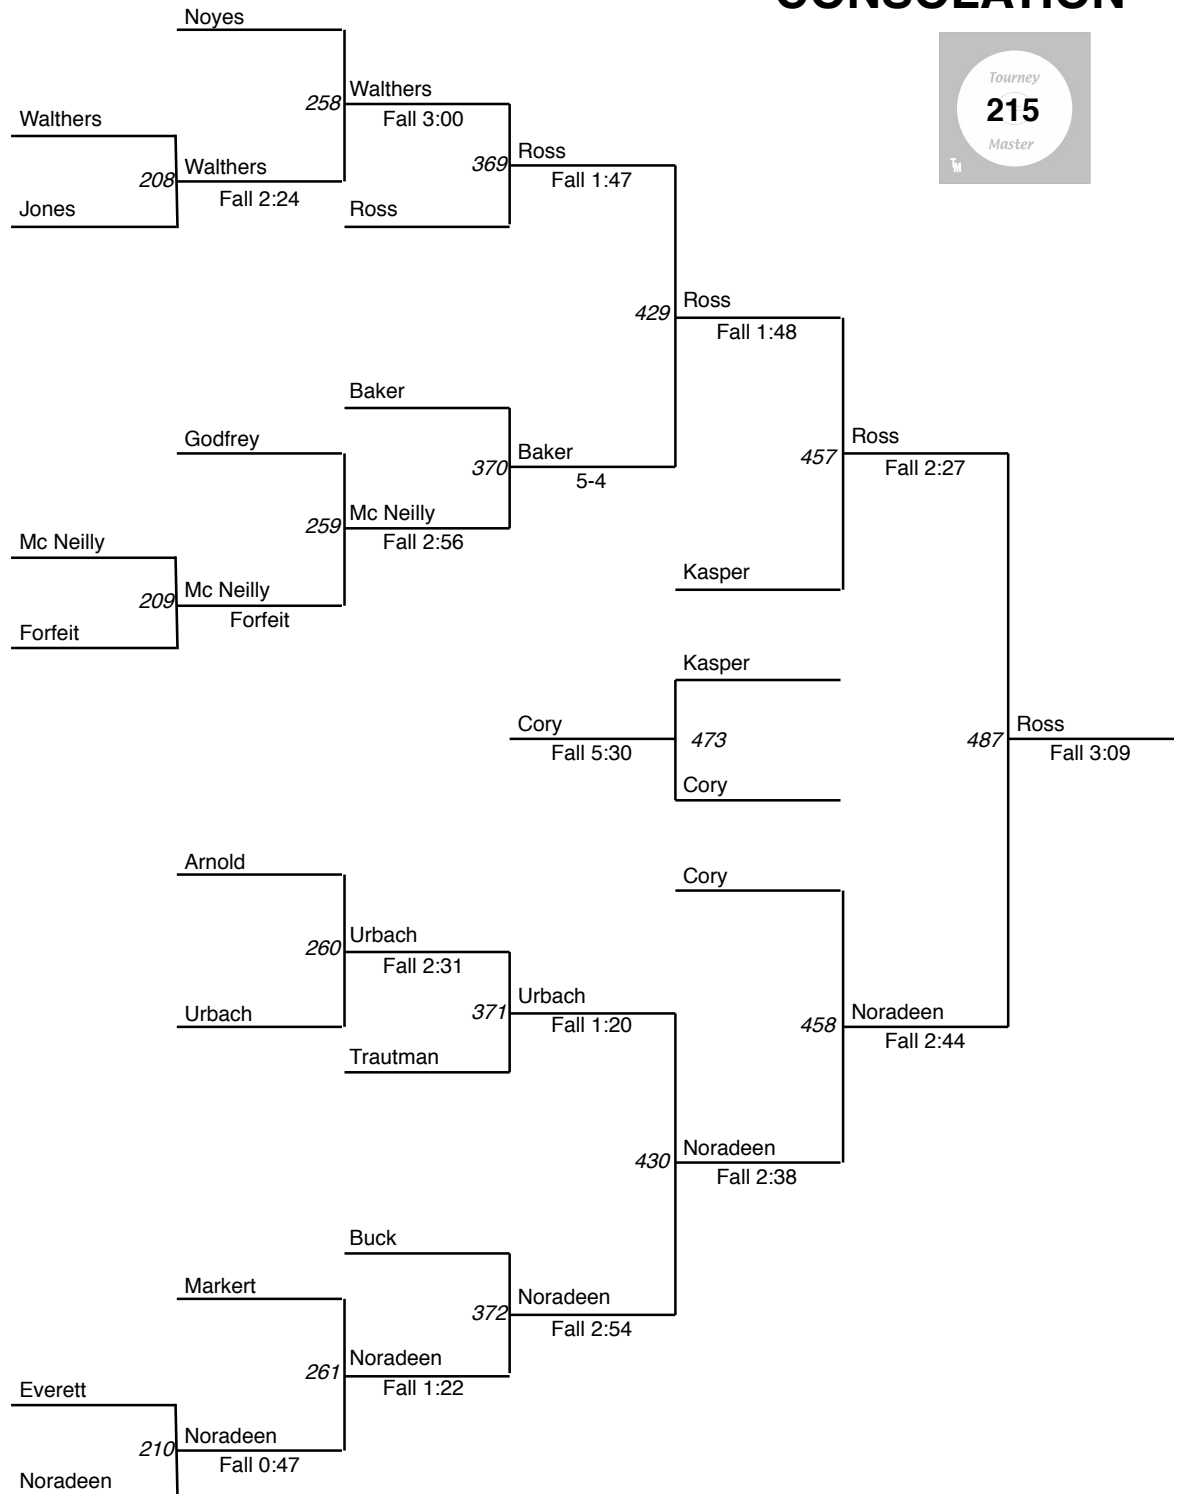 CONSOLATION
Noyes
Tourney
215
Master
TM
258
Walthers
Fall 3:00
Walthers
208
Walthers
Fall 2:24
Jones
369
Ross
Fall 1:47
Ross
429
Ross
Fall 1:48
Baker
Godfrey
370
Baker
5-4
457
Ross
Fall 2:27
259
Mc Neilly
Fall 2:56
Mc Neilly
209
Mc Neilly
Forfeit
Forfeit
Kasper
Kasper
Cory
Fall 5:30
473
Cory
487
Ross
Fall 3:09
Arnold
Cory
260
Urbach
Fall 2:31
Urbach
371
Urbach
Fall 1:20
Trautman
458
Noradeen
Fall 2:44
430
Noradeen
Fall 2:38
Buck
Markert
372
Noradeen
Fall 2:54
261
Noradeen
Fall 1:22
Everett
210
Noradeen
Fall 0:47
Noradeen